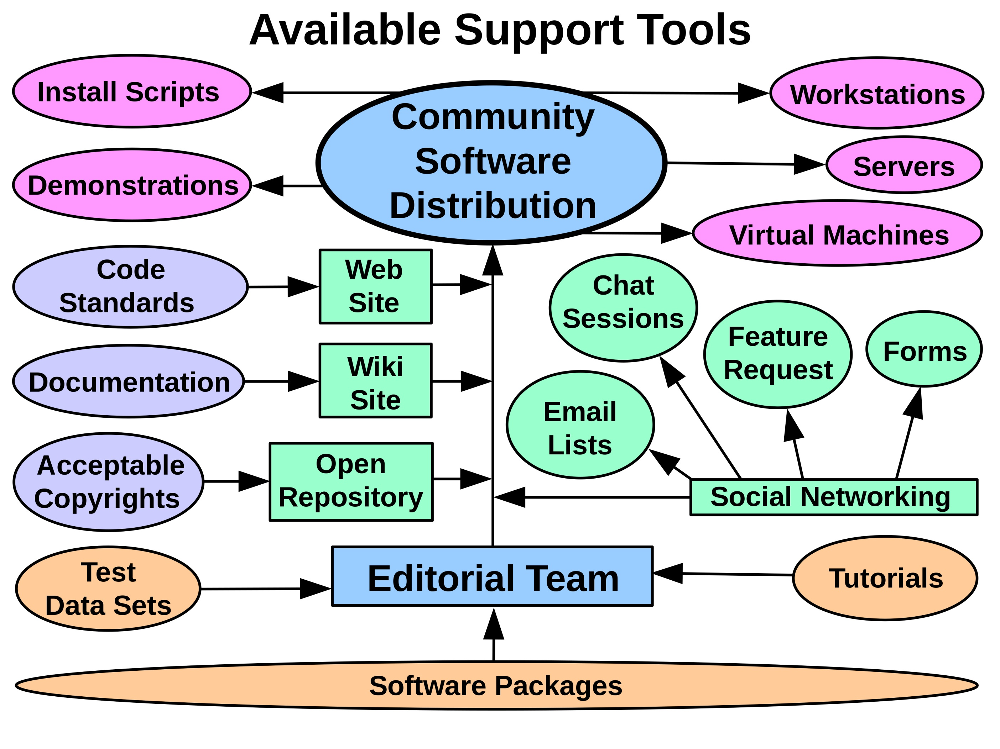 Available Support Tools
Install Scripts
Workstations
Community
Software
Distribution
Servers
Demonstrations
Virtual Machines
Code
Standards
Web
Site
Chat
Sessions
Feature
Request
Forms
Documentation
Wiki
Site
Email
Lists
Acceptable
Copyrights
Open
Repository
Social Networking
Test
Data Sets
Editorial Team
Tutorials
Software Packages